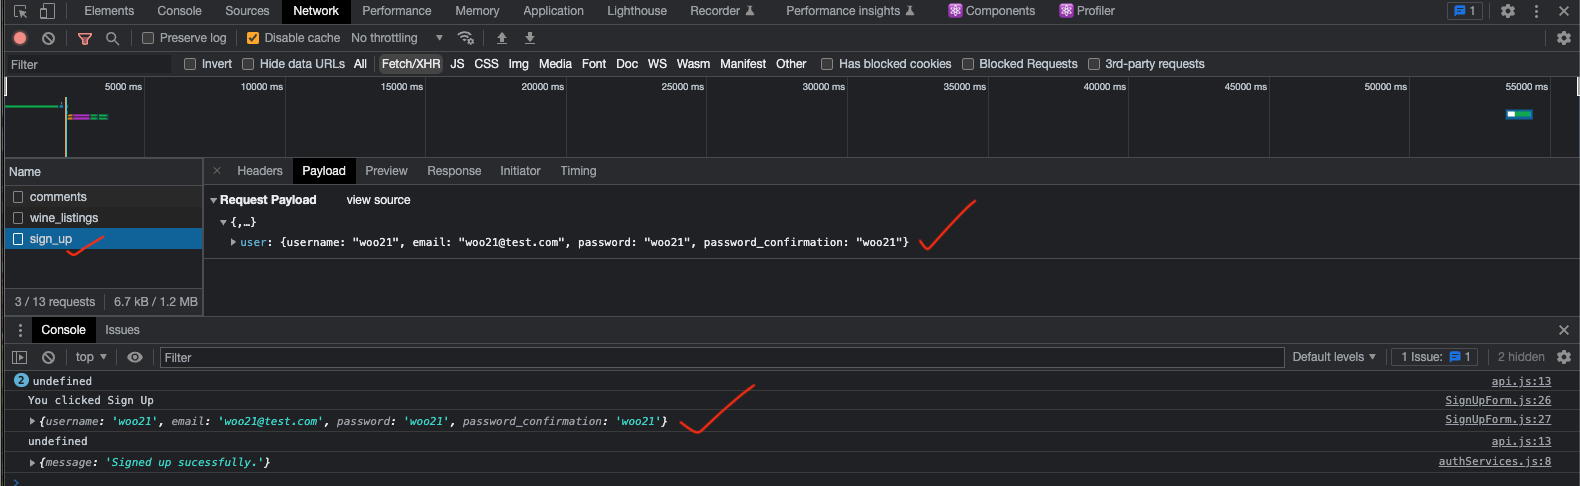 Elements Console Sources Network Performance Memory Application Lighthouse Recorder Performance insights Components Profiler 1
Preserve log Disable cache No throttling
Filter Invert Hide data URLs All Fetch/XHR JS CSS Img Media Font Doc WS Wasm Manifest Other Has blocked cookies Blocked Requests 3rd-party requests
5000 ms 10000 ms 15000 ms 20000 ms 25000 ms 30000 ms 35000 ms 40000 ms 45000 ms 50000 ms 55000 ms
Name
comments
wine_listings
sign_up
3 / 13 requests 6.7 kB / 1.2 MB
× Headers Payload Preview Response Initiator Timing
Request Payload view source
{,…}
user: {username: "woo21", email: "woo21@test.com", password: "woo21", password_confirmation: "woo21"}
Console Issues
top Filter Default levels 1 Issue: 1 2 hidden
2 undefined api.js:13
You clicked Sign Up SignUpForm.js:26
{username: 'woo21', email: 'woo21@test.com', password: 'woo21', password_confirmation: 'woo21'} SignUpForm.js:27
undefined api.js:13
{message: 'Signed up sucessfully.'} authServices.js:8